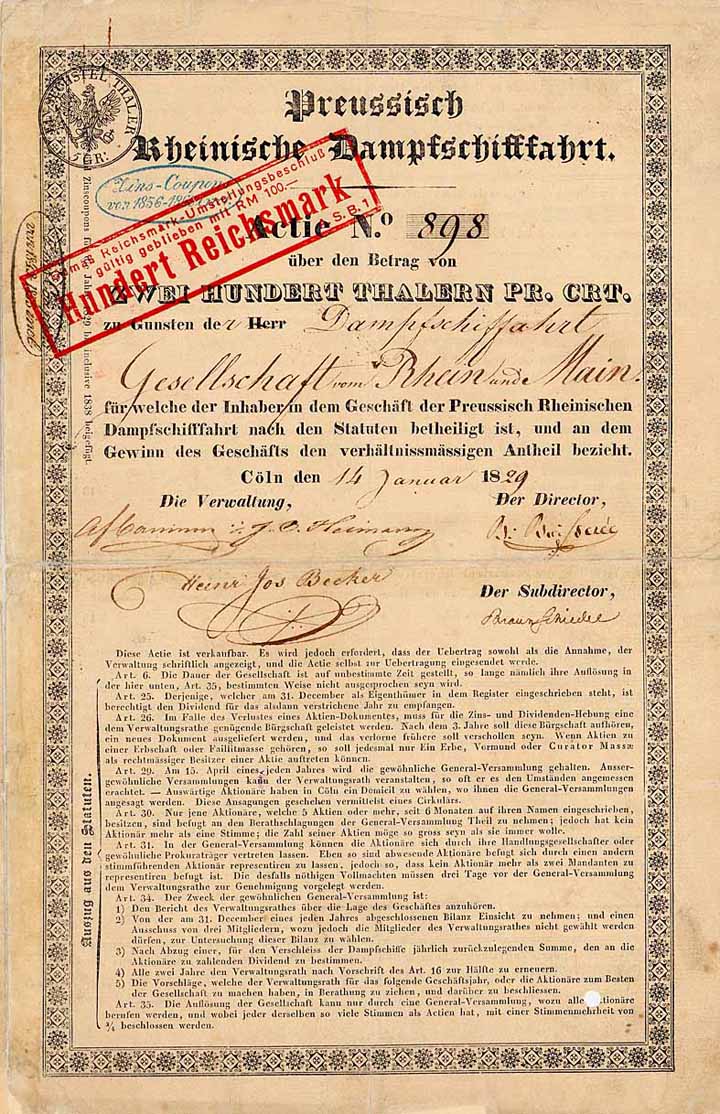 Preussisch
Rheinische Dampfschifffahrt.
SECHSTEL THALER
5 GR.
Zins-Coupon
von 1856-18
Gemäß Reichsmark-Umstellungsbeschluß
gültig geblieben mit RM 100.—
Hundert Reichsmark
S.B.1
Actie N.º 898
über den Betrag von
ZWEI HUNDERT THALERN PR. CRT.
zu Gunsten der Herr Dampfschiffahrt
Gesellschaft vom Rhein und Main.
für welche der Inhaber in dem Geschäft der Preussisch Rheinischen
Dampfschifffahrt nach den Statuten betheiligt ist, und an dem
Gewinn des Geschäfts den verhältnissmässigen Antheil bezieht.
Cöln den 14 Januar 1829
Die Verwaltung, Der Director,
Heinr Jos Becker
Der Subdirector,
inclusive 1838 beigefügt.
Auszug aus den Statuten.
Diese Actie ist verkaufbar. Es wird jedoch erfordert, dass der Uebertrag sowohl als die Annahme, der
Verwaltung schriftlich angezeigt, und die Actie selbst zur Uebertragung eingesendet werde.
Art. 6. Die Dauer der Gesellschaft ist auf unbestimmte Zeit gestellt, so lange nämlich ihre Auflösung in
der hier unten, Art. 35, bestimmten Weise nicht ausgesprochen seyn wird.
Art. 25. Derjenige, welcher am 31. December als Eigenthümer in dem Register eingeschrieben steht, ist
berechtigt den Dividend für das alsdann verstrichene Jahr zu empfangen.
Art. 26. Im Falle des Verlustes eines Aktien-Dokumentes, muss für die Zins- und Dividenden-Hebung eine
dem Verwaltungsrathe genügende Bürgschaft geleistet werden. Nach dem 3. Jahre soll diese Bürgschaft aufhören,
ein neues Dokument ausgeliefert werden, und das verlorne frühere soll verschollen seyn. Wenn Aktien zu
einer Erbschaft oder Faillitmasse gehören, so soll jedesmal nur Ein Erbe, Vormund oder Curator Massæ
als rechtmässiger Besitzer einer Aktie auftreten können.
Art. 29. Am 15. April eines jeden Jahres wird die gewöhnliche General-Versammlung gehalten. Ausser-
gewöhnliche Versammlungen kann der Verwaltungsrath veranstalten, so oft er es den Umständen angemessen
erachtet. — Auswärtige Aktionäre haben in Cöln ein Domicil zu wählen, wo ihnen die General-Versammlungen
angesagt werden. Diese Ansagungen geschehen vermittelst eines Cirkulärs.
Art. 30. Nur jene Aktionäre, welche 5 Aktien oder mehr, seit 6 Monaten auf ihren Namen eingeschrieben,
besitzen, sind befugt an den Berathschlagungen der General-Versammlung Theil zu nehmen; jedoch hat kein
Aktionär mehr als eine Stimme; die Zahl seiner Aktien möge so gross seyn als sie immer wolle.
Art. 31. In der General-Versammlung können die Aktionäre sich durch ihre Handlungsgesellschafter oder
gewöhnliche Prokuraträger vertreten lassen. Eben so sind abwesende Aktionäre befugt sich durch einen andern
stimmführenden Aktionär representiren zu lassen, jedoch so, dass kein Aktionär mehr als zwei Mandanten zu
representiren befugt ist. Die desfalls nöthigen Vollmachten müssen drei Tage vor der General-Versammlung
dem Verwaltungsrathe zur Genehmigung vorgelegt werden.
Art. 34. Der Zweck der gewöhnlichen General-Versammlung ist:
1) Den Bericht des Verwaltungsrathes über die Lage des Geschäftes anzuhören.
2) Von der am 31. December eines jeden Jahres abgeschlossenen Bilanz Einsicht zu nehmen; und einen
Ausschuss von drei Mitgliedern, wozu jedoch die Mitglieder des Verwaltungsrathes nicht gewählt werden
dürfen, zur Untersuchung dieser Bilanz zu wählen.
3) Nach Abzug einer, für den Verschleiss der Dampfschiffe jährlich zurückzulegenden Summe, den an die
Aktionäre zu zahlenden Dividend zu bestimmen.
4) Alle zwei Jahre den Verwaltungsrath nach Vorschrift des Art. 16 zur Hälfte zu erneuern.
5) Die Vorschläge, welche der Verwaltungsrath für das folgende Geschäftsjahr, oder die Aktionäre zum Besten
der Gesellschaft zu machen haben, in Berathung zu ziehen, und darüber zu beschliessen.
Art. 35. Die Auflösung der Gesellschaft kann nur durch eine General-Versammlung, wozu alle tionäre
berufen werden, und wobei jeder derselben so viele Stimmen als Actien hat, mit einer Stimmenmehrheit von
¾ beschlossen werden.